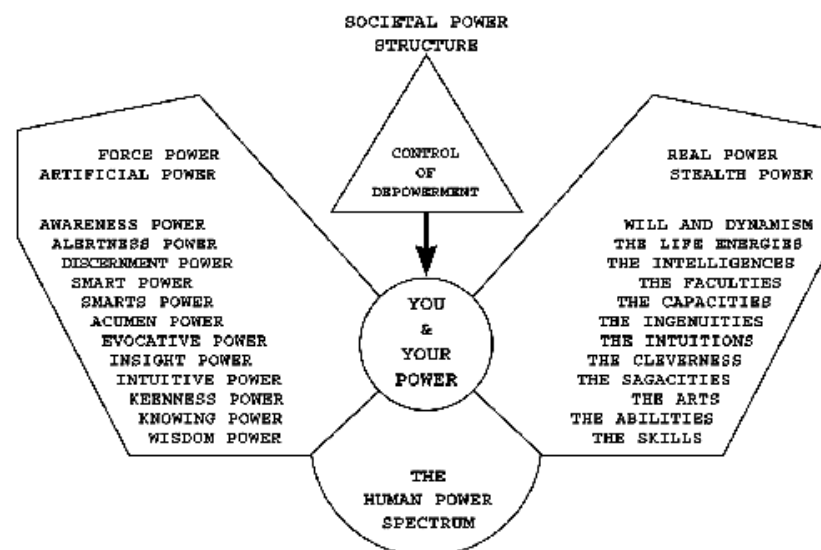 SOCIETAL POWER
STRUCTURE
CONTROL
OF
DEPOWERMENT
FORCE POWER
ARTIFICIAL POWER
AWARENESS POWER
ALERTNESS POWER
DISCERNMENT POWER
SMART POWER
SMARTS POWER
ACUMEN POWER
EVOCATIVE POWER
INSIGHT POWER
INTUITIVE POWER
KEENNESS POWER
KNOWING POWER
WISDOM POWER
YOU
&
YOUR
POWER
REAL POWER
STEALTH POWER
WILL AND DYNAMISM
THE LIFE ENERGIES
THE INTELLIGENCES
THE FACULTIES
THE CAPACITIES
THE INGENUITIES
THE INTUITIONS
THE CLEVERNESS
THE SAGACITIES
THE ARTS
THE ABILITIES
THE SKILLS
THE
HUMAN POWER
SPECTRUM